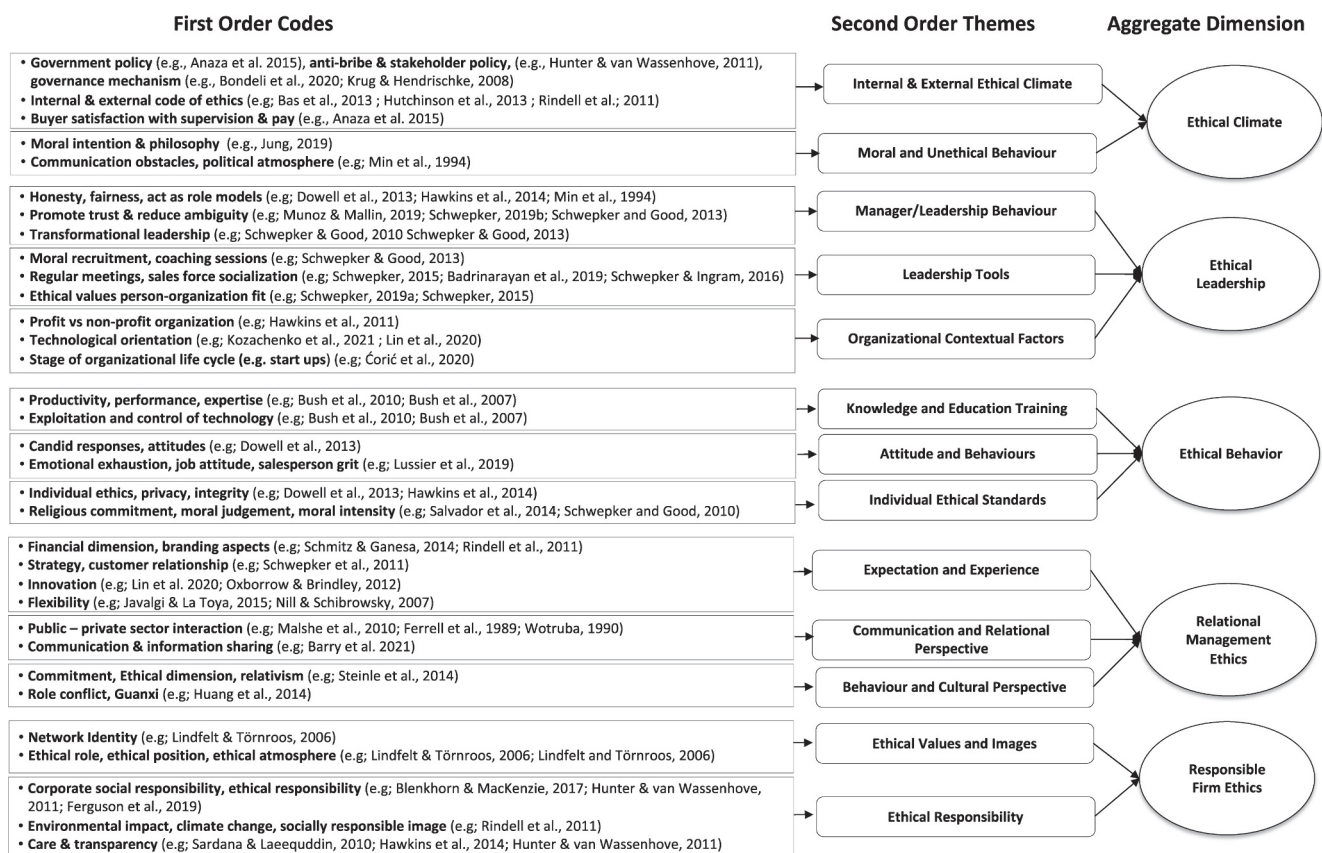 First Order Codes
Second Order Themes
Aggregate Dimension
• Government policy (e.g., Anaza et al. 2015), anti-bribe & stakeholder policy, (e.g., Hunter & van Wassenhove, 2011),
governance mechanism (e.g., Bondeli et al., 2020; Krug & Hendrischke, 2008)
• Internal & external code of ethics (e.g; Bas et al., 2013 ; Hutchinson et al., 2013 ; Rindell et al.; 2011)
• Buyer satisfaction with supervision & pay (e.g., Anaza et al. 2015)
Internal & External Ethical Climate
• Moral intention & philosophy (e.g., Jung, 2019)
• Communication obstacles, political atmosphere (e.g; Min et al., 1994)
Moral and Unethical Behaviour
Ethical Climate
• Honesty, fairness, act as role models (e.g; Dowell et al., 2013; Hawkins et al., 2014; Min et al., 1994)
• Promote trust & reduce ambiguity (e.g; Munoz & Mallin, 2019; Schwepker, 2019b; Schwepker and Good, 2013)
• Transformational leadership (e.g; Schwepker & Good, 2010 Schwepker & Good, 2013)
Manager/Leadership Behaviour
• Moral recruitment, coaching sessions (e.g; Schwepker & Good, 2013)
• Regular meetings, sales force socialization (e.g; Schwepker, 2015; Badrinarayan et al., 2019; Schwepker & Ingram, 2016)
• Ethical values person-organization fit (e.g; Schwepker, 2019a; Schwepker, 2015)
Leadership Tools
• Profit vs non-profit organization (e.g; Hawkins et al., 2011)
• Technological orientation (e.g; Kozachenko et al., 2021 ; Lin et al., 2020)
• Stage of organizational life cycle (e.g. start ups) (e.g; Ćorić et al., 2020)
Organizational Contextual Factors
Ethical
Leadership
• Productivity, performance, expertise (e.g; Bush et al., 2010; Bush et al., 2007)
• Exploitation and control of technology (e.g; Bush et al., 2010; Bush et al., 2007)
Knowledge and Education Training
• Candid responses, attitudes (e.g; Dowell et al., 2013)
• Emotional exhaustion, job attitude, salesperson grit (e.g; Lussier et al., 2019)
Attitude and Behaviours
• Individual ethics, privacy, integrity (e.g; Dowell et al., 2013; Hawkins et al., 2014)
• Religious commitment, moral judgement, moral intensity (e.g; Salvador et al., 2014; Schwepker and Good, 2010)
Individual Ethical Standards
Ethical Behavior
• Financial dimension, branding aspects (e.g; Schmitz & Ganesa, 2014; Rindell et al., 2011)
• Strategy, customer relationship (e.g; Schwepker et al., 2011)
• Innovation (e.g; Lin et al. 2020; Oxborrow & Brindley, 2012)
• Flexibility (e.g; Javalgi & La Toya, 2015; Nill & Schibrowsky, 2007)
Expectation and Experience
• Public – private sector interaction (e.g; Malshe et al., 2010; Ferrell et al., 1989; Wotruba, 1990)
• Communication & information sharing (e.g; Barry et al. 2021)
Communication and Relational
Perspective
• Commitment, Ethical dimension, relativism (e.g; Steinle et al., 2014)
• Role conflict, Guanxi (e.g; Huang et al., 2014)
Behaviour and Cultural Perspective
Relational
Management
Ethics
• Network Identity (e.g; Lindfelt & Törnroos, 2006)
• Ethical role, ethical position, ethical atmosphere (e.g; Lindfelt & Törnroos, 2006; Lindfelt and Törnroos, 2006)
Ethical Values and Images
• Corporate social responsibility, ethical responsibility (e.g; Blenkhorn & MacKenzie, 2017; Hunter & van Wassenhove,
2011; Ferguson et al., 2019)
• Environmental impact, climate change, socially responsible image (e.g; Rindell et al., 2011)
• Care & transparency (e.g; Sardana & Laeequddin, 2010; Hawkins et al., 2014; Hunter & van Wassenhove, 2011)
Ethical Responsibility
Responsible
Firm Ethics